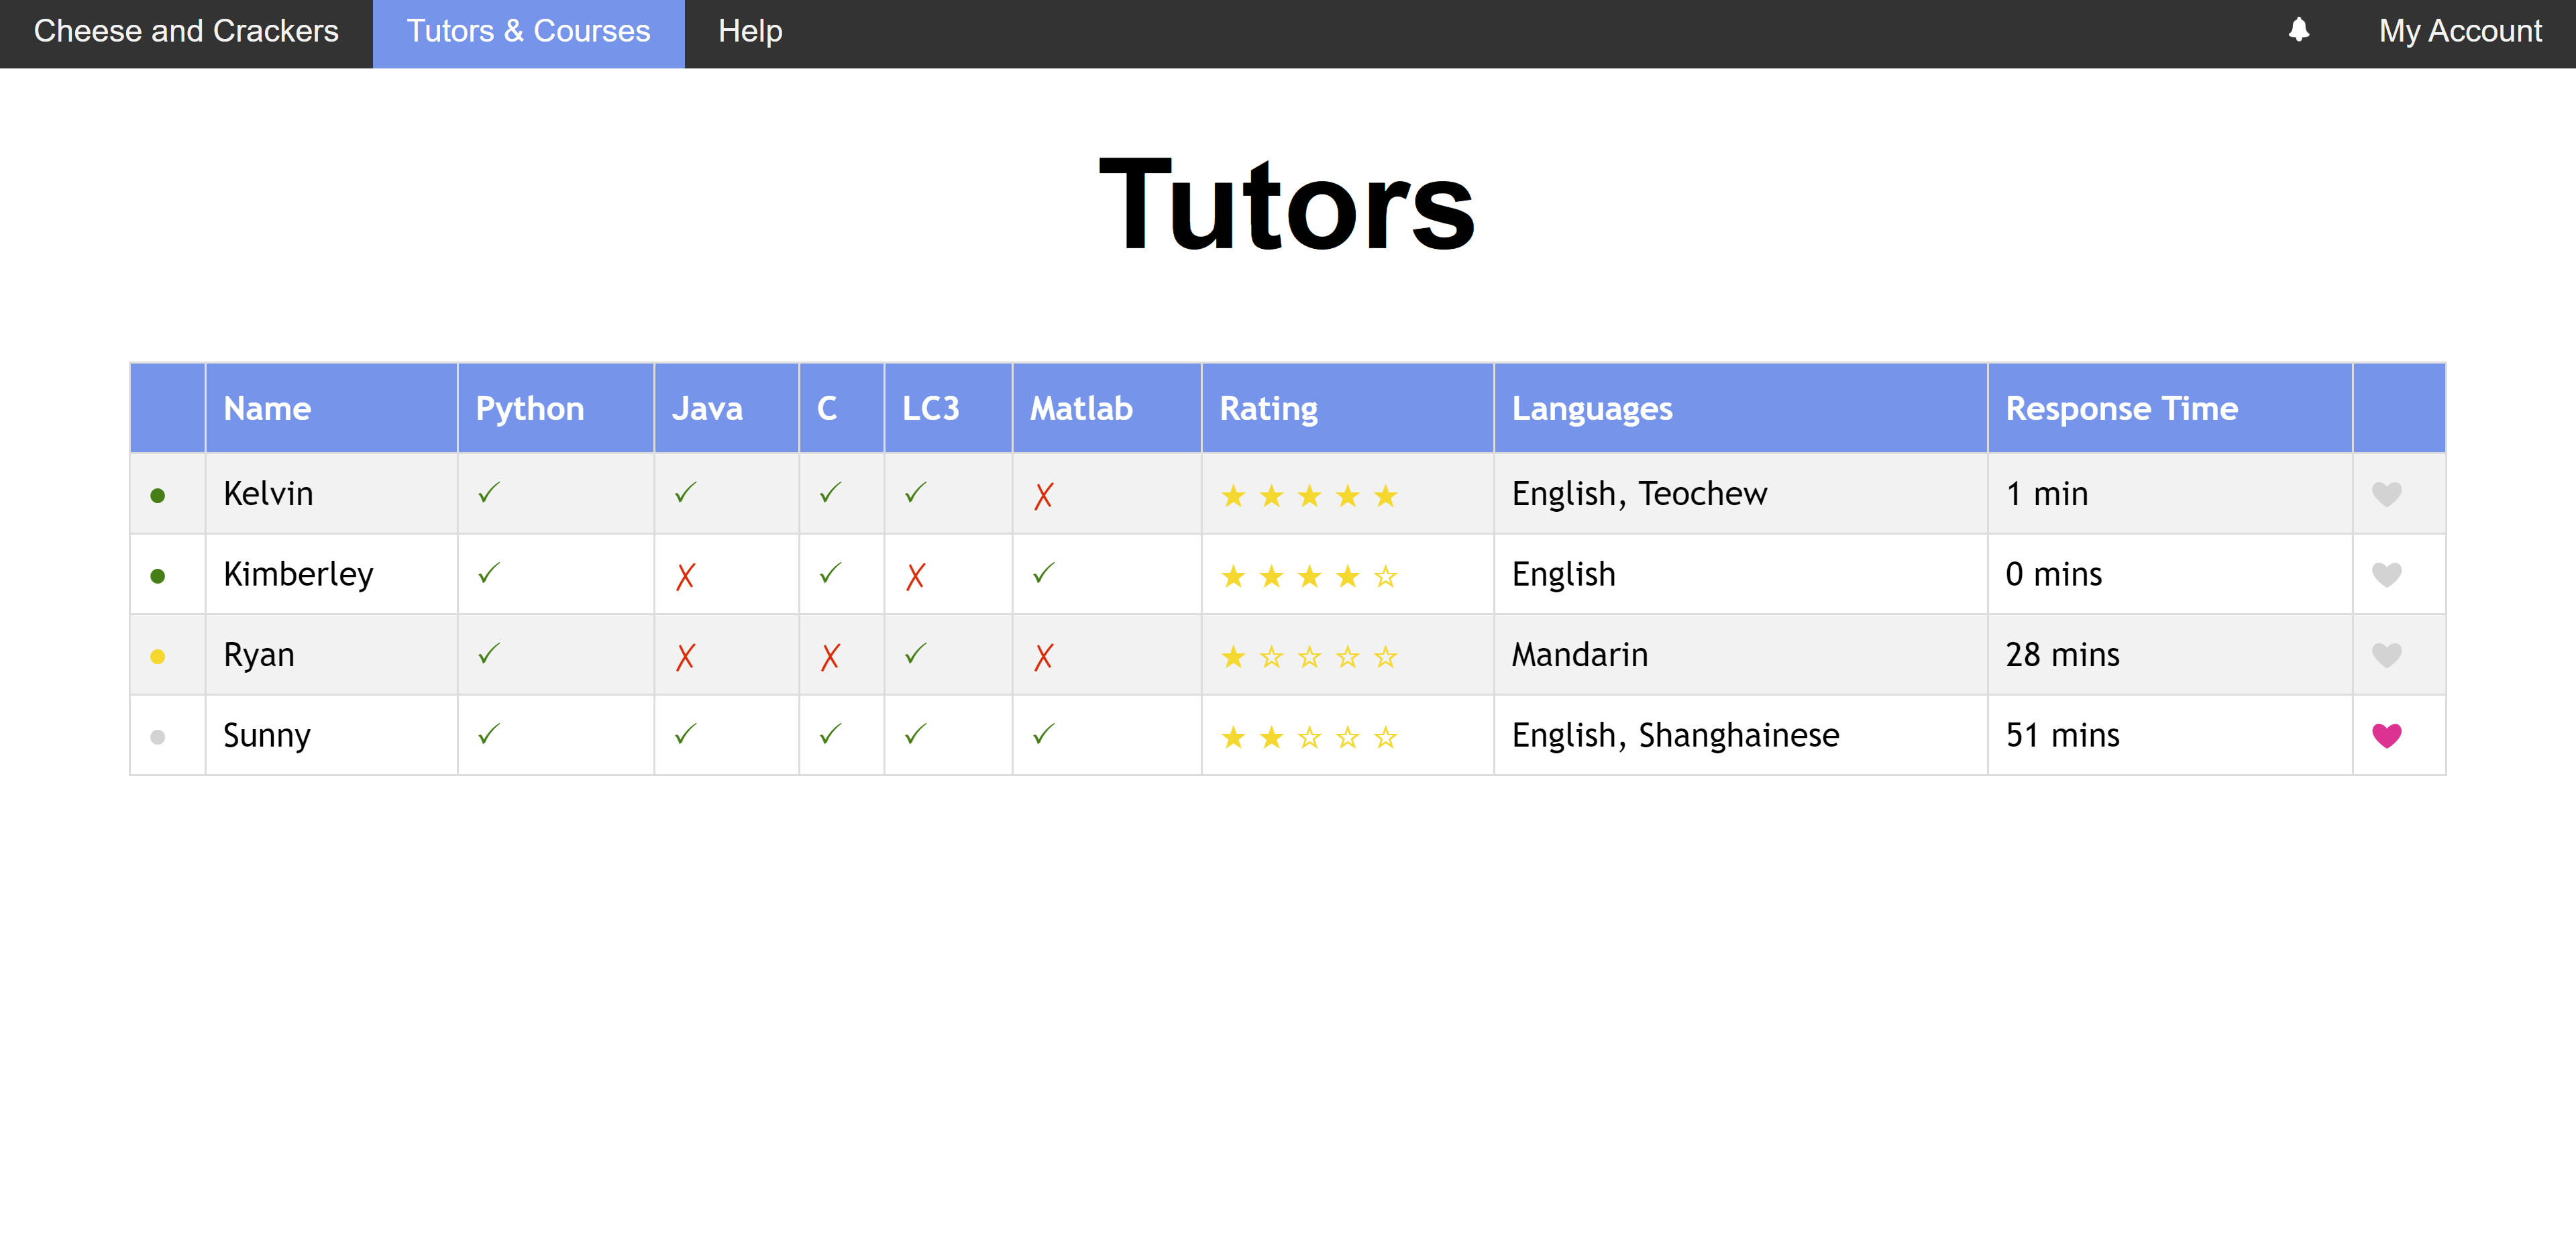 Cheese and Crackers Tutors & Courses Help My Account
Tutors
Name Python Java C LC3 Matlab Rating Languages Response Time
Kelvin ✓ ✓ ✓ ✓ ✗ ★ ★ ★ ★ ★ English, Teochew 1 min
Kimberley ✓ ✗ ✓ ✗ ✓ ★ ★ ★ ★ ☆ English 0 mins
Ryan ✓ ✗ ✗ ✓ ✗ ★ ☆ ☆ ☆ ☆ Mandarin 28 mins
Sunny ✓ ✓ ✓ ✓ ✓ ★ ★ ☆ ☆ ☆ English, Shanghainese 51 mins